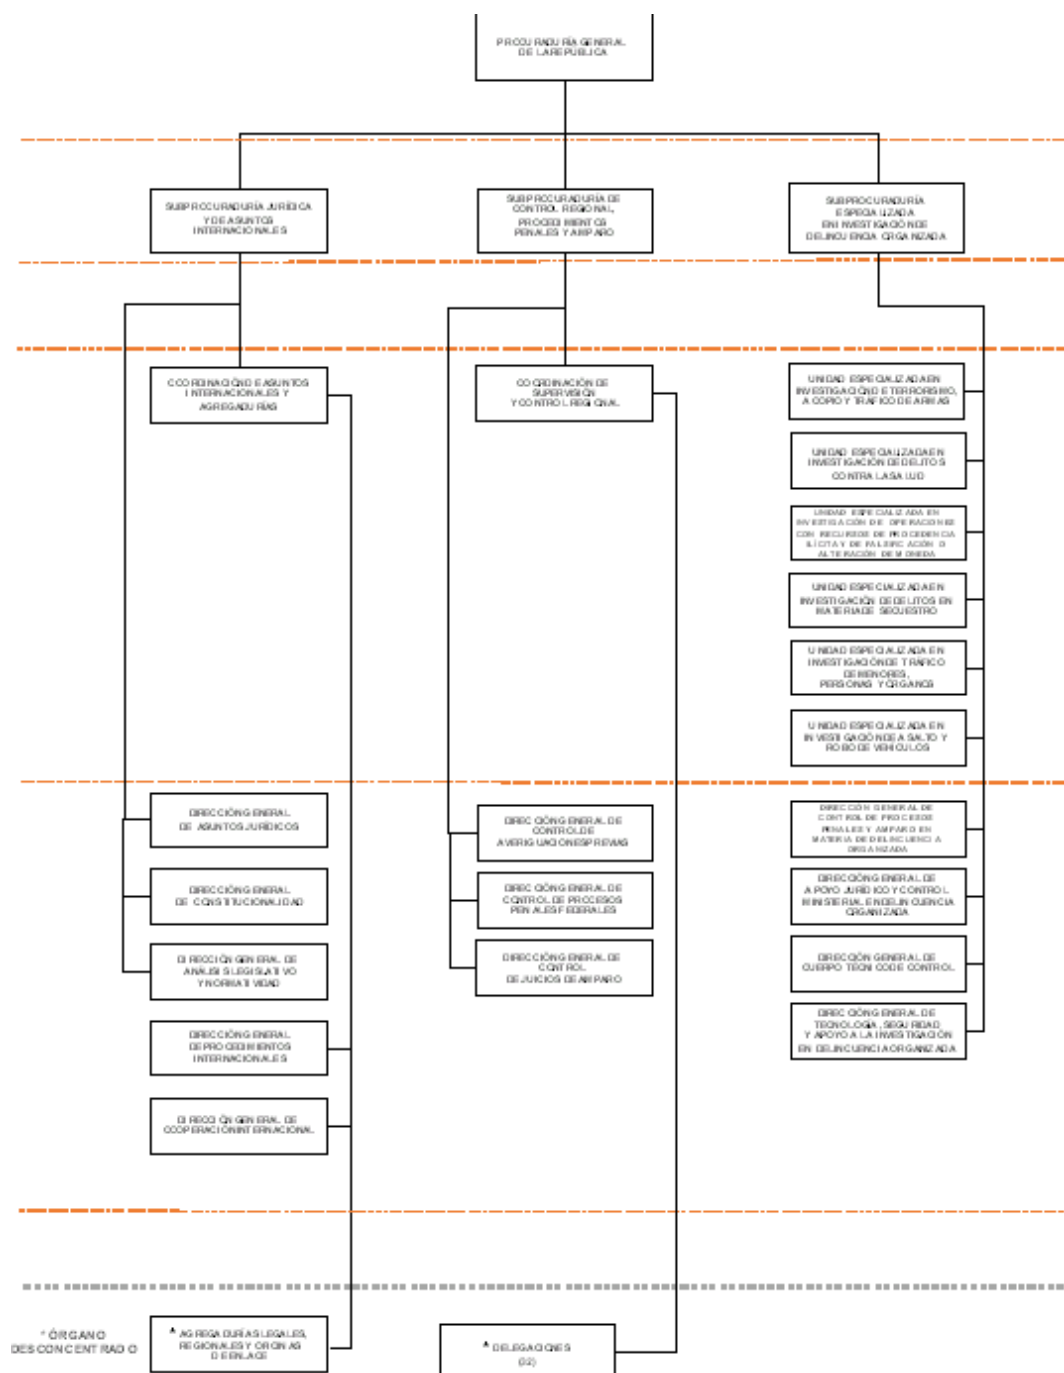 PROCURADURÍA GENERAL
DE LA REPÚBLICA
SUBPROCURADURÍA JURÍDICA
Y DE ASUNTOS
INTERNACIONALES
SUBPROCURADURÍA DE
CONTROL REGIONAL,
PROCEDIMIENTOS
PENALES Y AMPARO
SUBPROCURADURÍA
ESPECIALIZADA
EN INVESTIGACIÓN DE
DELINCUENCIA ORGANIZADA
COORDINACIÓN DE ASUNTOS
INTERNACIONALES Y
AGREGADURÍAS
COORDINACIÓN DE
SUPERVISIÓN
Y CONTROL REGIONAL
UNIDAD ESPECIALIZADA EN
INVESTIGACIÓN DE TERRORISMO,
ACOPIO Y TRAFICO DE ARMAS
UNIDAD ESPECIALIZADA EN
INVESTIGACIÓN DE DELITOS
CONTRA LA SALUD
UNIDAD ESPECIALIZADA EN
INVESTIGACIÓN DE OPERACIONES
CON RECURSOS DE PROCEDENCIA
ILÍCITA Y DE FALSIFICACIÓN O
ALTERACIÓN DE MONEDA
UNIDAD ESPECIALIZADA EN
INVESTIGACIÓN DE DELITOS EN
MATERIA DE SECUESTRO
UNIDAD ESPECIALIZADA EN
INVESTIGACIÓN DE TRÁFICO
DE MENORES,
PERSONAS Y ÓRGANOS
UNIDAD ESPECIALIZADA EN
INVESTIGACIÓN DE ASALTO Y
ROBO DE VEHÍCULOS
DIRECCIÓN GENERAL
DE ASUNTOS JURÍDICOS
DIRECCIÓN GENERAL
DE CONSTITUCIONALIDAD
DIRECCIÓN GENERAL DE
ANÁLISIS LEGISLATIVO
Y NORMATIVIDAD
DIRECCIÓN GENERAL
DE PROCEDIMIENTOS
INTERNACIONALES
DIRECCIÓN GENERAL DE
COOPERACIÓN INTERNACIONAL
DIRECCIÓN GENERAL DE
CONTROL DE
AVERIGUACIONES PREVIAS
DIRECCIÓN GENERAL DE
CONTROL DE PROCESOS
PENALES FEDERALES
DIRECCIÓN GENERAL DE
CONTROL
DE JUICIOS DE AMPARO
DIRECCIÓN GENERAL DE
CONTROL DE PROCESOS
PENALES Y AMPARO EN
MATERIA DE DELINCUENCIA
ORGANIZADA
DIRECCIÓN GENERAL DE
APOYO JURÍDICO Y CONTROL
MINISTERIAL EN DELINCUENCIA
ORGANIZADA
DIRECCIÓN GENERAL DE
CUERPO TÉCNICO DE CONTROL
DIRECCIÓN GENERAL DE
TECNOLOGÍA, SEGURIDAD
Y APOYO A LA INVESTIGACIÓN
EN DELINCUENCIA ORGANIZADA
* ÓRGANO
DESCONCENTRADO
* AGREGADURÍAS LEGALES,
REGIONALES Y OFICINAS
DE ENLACE
* DELEGACIONES
(32)